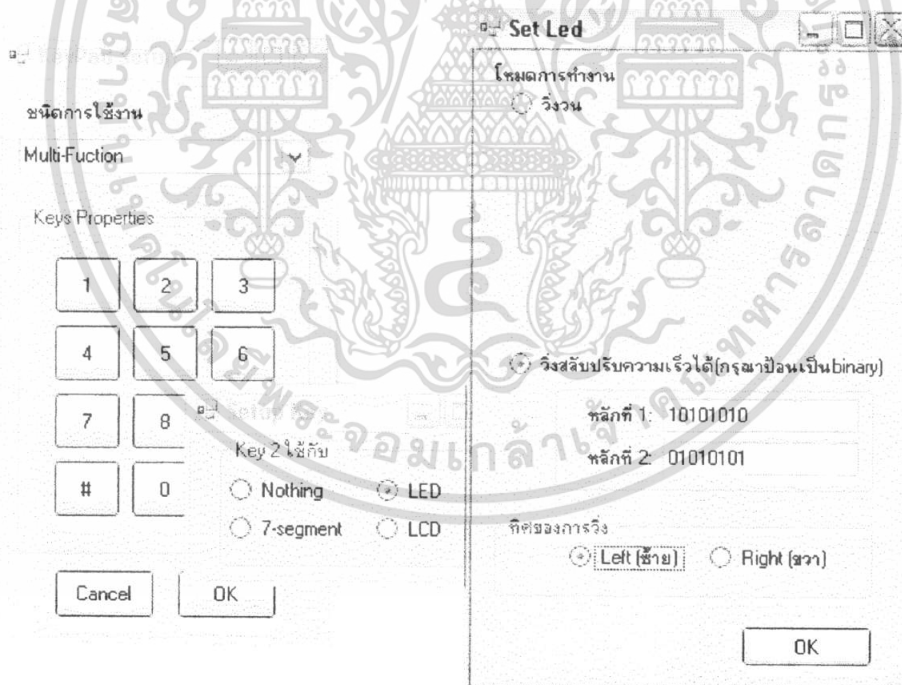 ชนิดการใช้งาน
Multi-Fuction
Keys Properties
1 2 3
4 5 6
7 8
# 0
Cancel OK
Key 2 ใช้กับ
Nothing LED
7-segment LCD
Set Led
โหมดการทำงาน
วิ่งวน
วิ่งสลับปรับความเร็วได้(กรุณาป้อนเป็นbinary)
หลักที่ 1: 10101010
หลักที่ 2: 01010101
ทิศของการวิ่ง
Left (ซ้าย) Right (ขวา)
OK